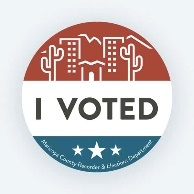 I VOTED
Maricopa County Recorder & Elections Department